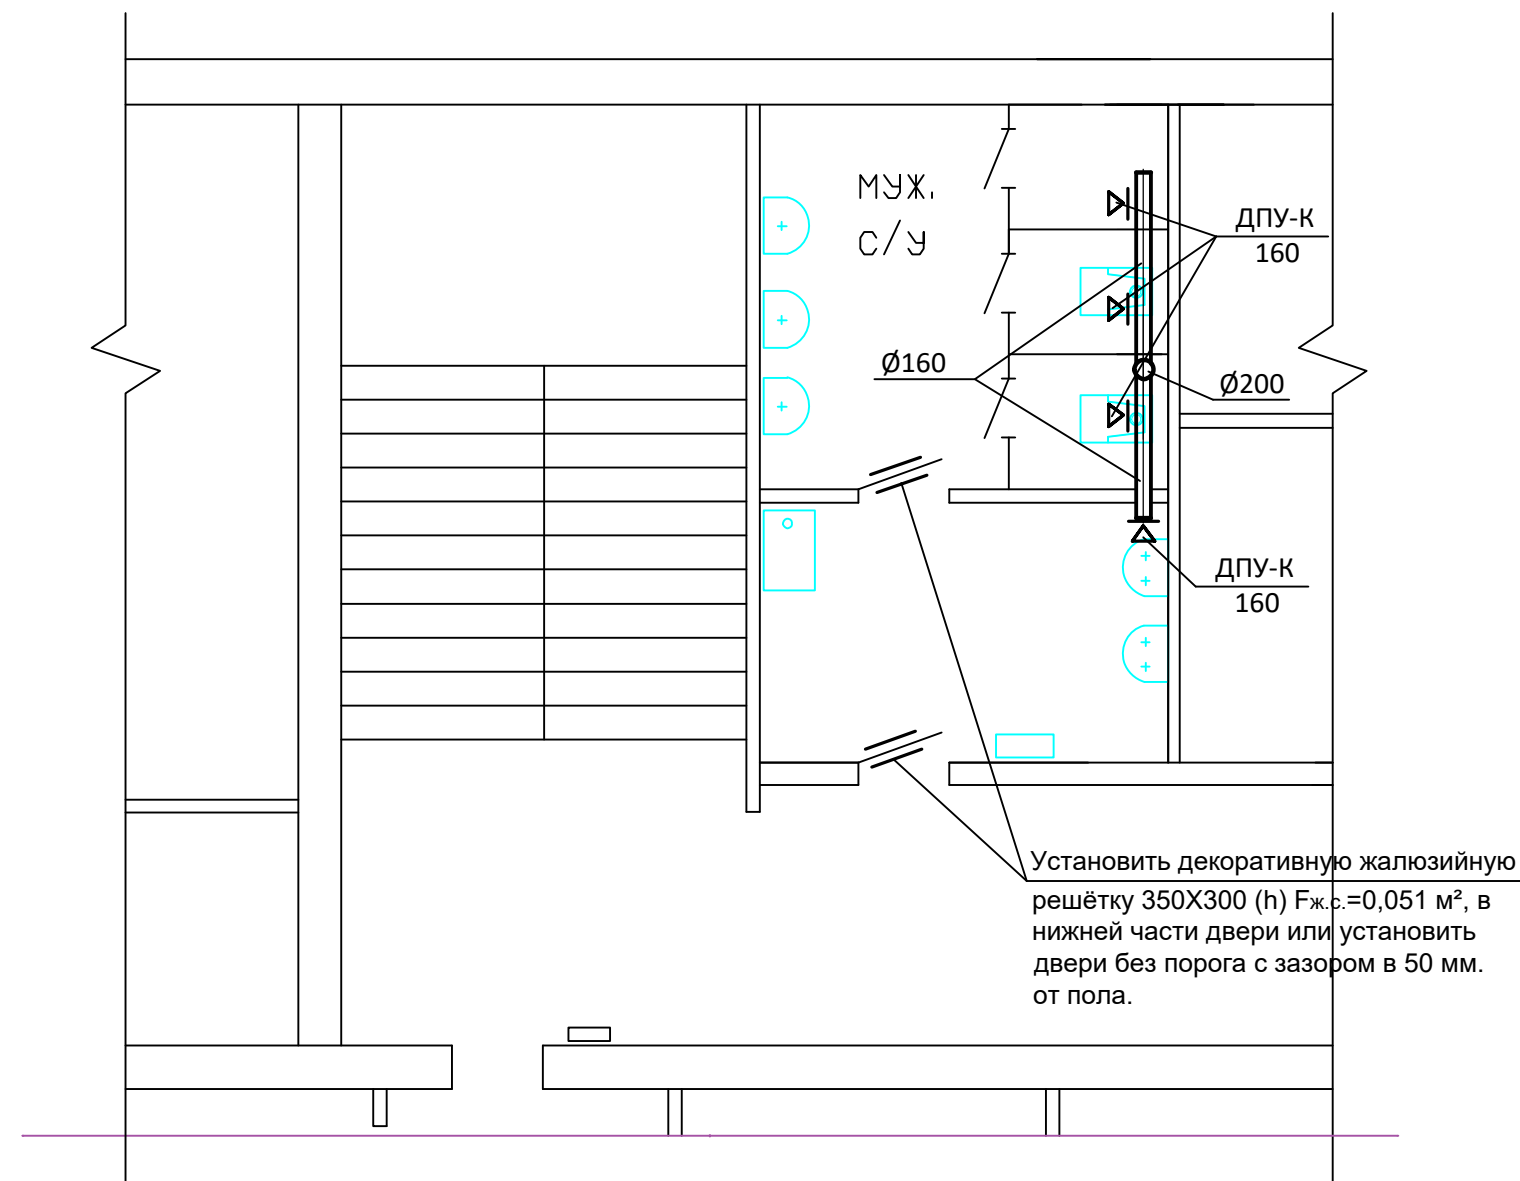 МУЖ.
С/У
ДПУ-К
160
Ø160
Ø200
ДПУ-К
160
Установить декоративную жалюзийную
решётку 350X300 (h) Fж.с.=0,051 м², в
нижней части двери или установить
двери без порога с зазором в 50 мм.
от пола.